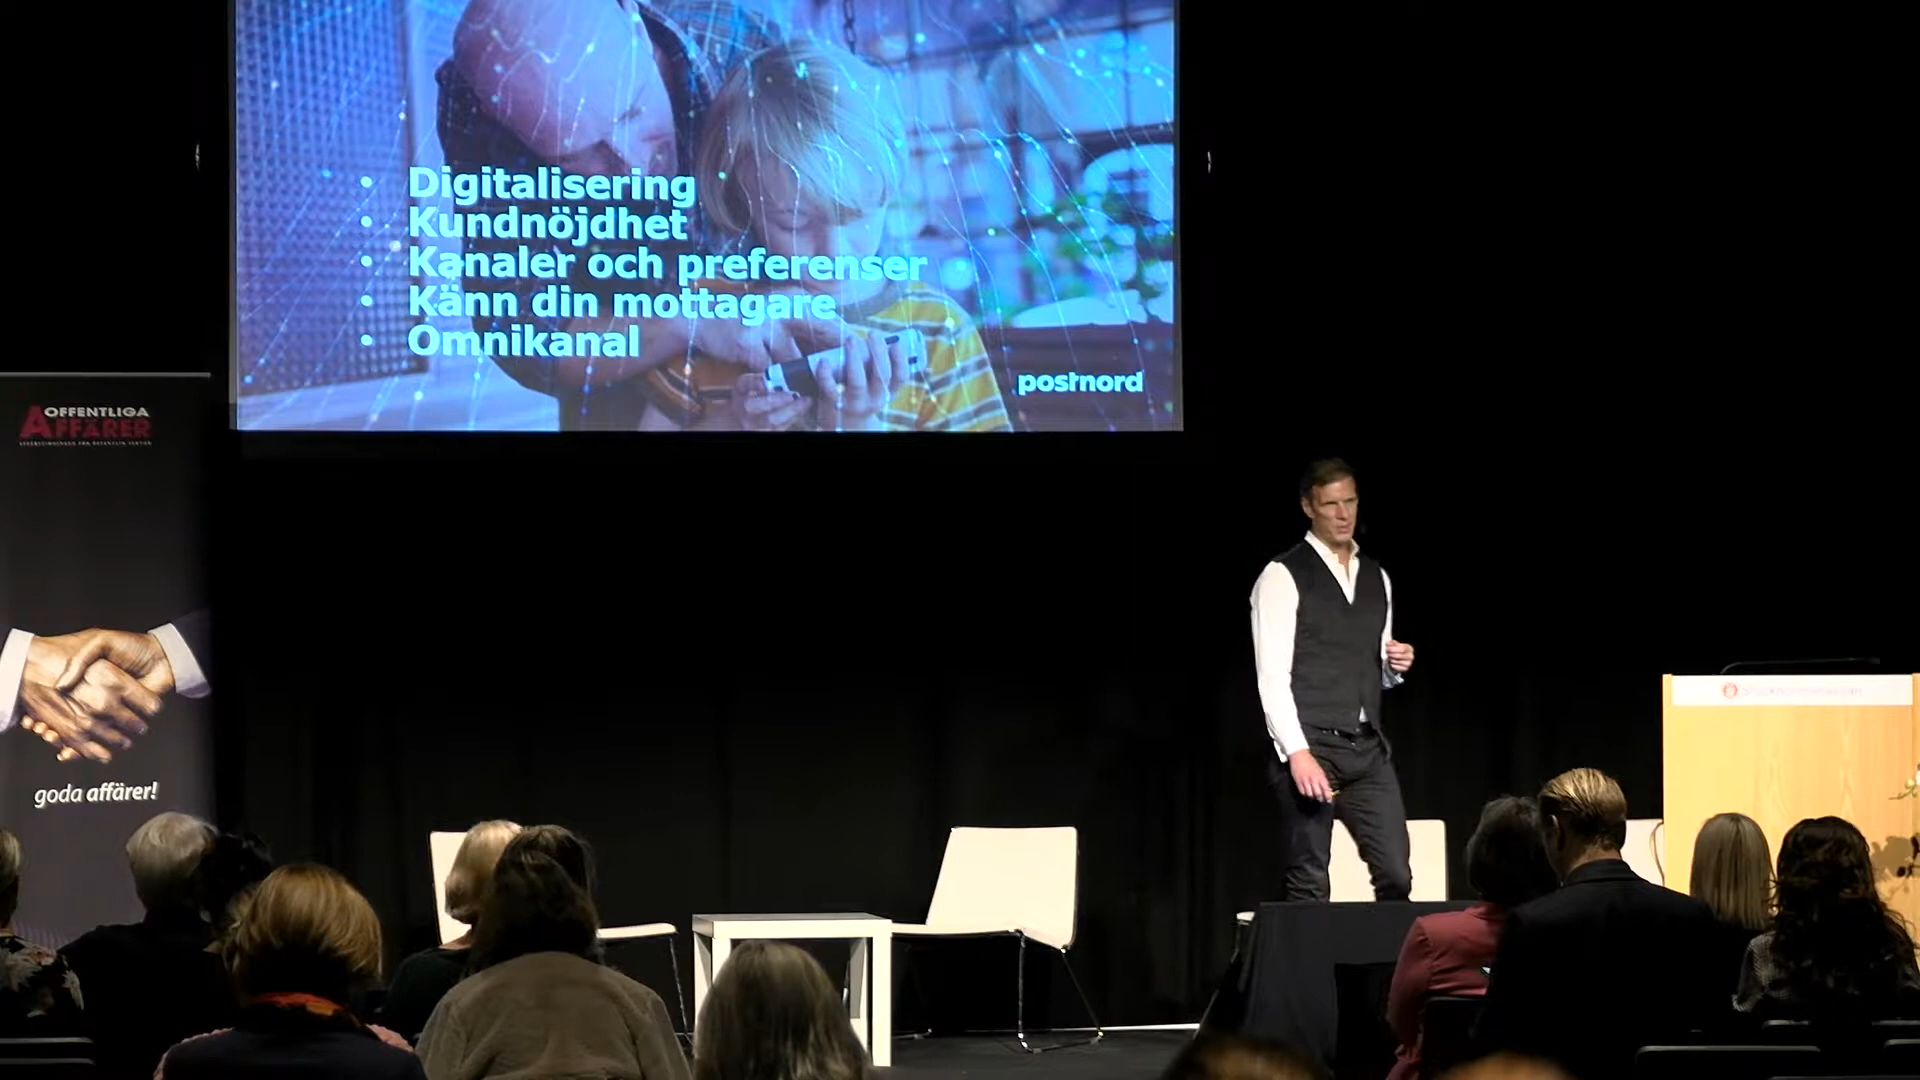 Digitalisering
Kundnöjdhet
Kanaler och preferenser
Känn din mottagare
Omnikanal
postnord
OFFENTLIGA
AFFÄRER
goda affärer!